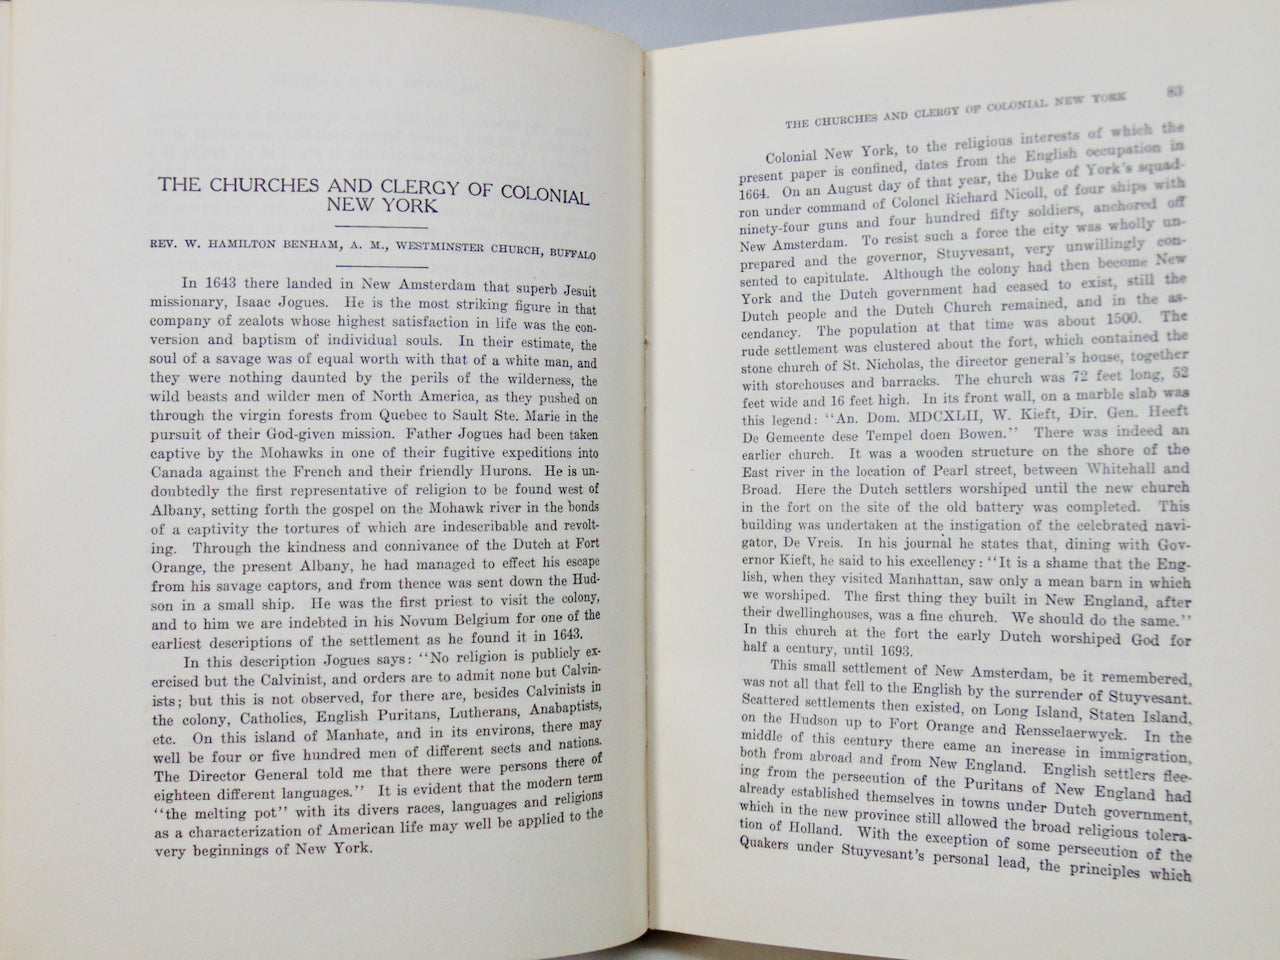 THE CHURCHES AND CLERGY OF COLONIAL
NEW YORK
REV. W. HAMILTON BENHAM, A. M., WESTMINSTER CHURCH, BUFFALO
In 1643 there landed in New Amsterdam that superb Jesuit
missionary, Isaac Jogues. He is the most striking figure in that
company of zealots whose highest satisfaction in life was the con-
version and baptism of individual souls. In their estimate, the
soul of a savage was of equal worth with that of a white man, and
they were nothing daunted by the perils of the wilderness, the
wild beasts and wilder men of North America, as they pushed on
through the virgin forests from Quebec to Sault Ste. Marie in the
pursuit of their God-given mission. Father Jogues had been taken
captive by the Mohawks in one of their fugitive expeditions into
Canada against the French and their friendly Hurons. He is un-
doubtedly the first representative of religion to be found west of
Albany, setting forth the gospel on the Mohawk river in the bonds
of a captivity the tortures of which are indescribable and revolt-
ing. Through the kindness and connivance of the Dutch at Fort
Orange, the present Albany, he had managed to effect his escape
from his savage captors, and from thence was sent down the Hud-
son in a small ship. He was the first priest to visit the colony,
and to him we are indebted in his Novum Belgium for one of the
earliest descriptions of the settlement as he found it in 1643.
In this description Jogues says: "No religion is publicly ex-
ercised but the Calvinist, and orders are to admit none but Calvin-
ists; but this is not observed, for there are, besides Calvinists in
the colony, Catholics, English Puritans, Lutherans, Anabaptists,
etc. On this island of Manhate, and in its environs, there may
well be four or five hundred men of different sects and nations.
The Director General told me that there were persons there of
eighteen different languages." It is evident that the modern term
"the melting pot" with its divers races, languages and religions
as a characterization of American life may well be applied to the
very beginnings of New York.
THE CHURCHES AND CLERGY OF COLONIAL NEW YORK 83
Colonial New York, to the religious interests of which the
present paper is confined, dates from the English occupation in
1664. On an August day of that year, the Duke of York's squad-
ron under command of Colonel Richard Nicoll, of four ships with
ninety-four guns and four hundred fifty soldiers, anchored off
New Amsterdam. To resist such a force the city was wholly un-
prepared and the governor, Stuyvesant, very unwillingly con-
sented to capitulate. Although the colony had then become New
York and the Dutch government had ceased to exist, still the
Dutch people and the Dutch Church remained, and in the as-
cendancy. The population at that time was about 1500. The
rude settlement was clustered about the fort, which contained the
stone church of St. Nicholas, the director general's house, together
with storehouses and barracks. The church was 72 feet long, 52
feet wide and 16 feet high. In its front wall, on a marble slab was
this legend: "An. Dom. MDCXLII, W. Kieft, Dir. Gen. Heeft
De Gemeente dese Tempel doen Bowen." There was indeed an
earlier church. It was a wooden structure on the shore of the
East river in the location of Pearl street, between Whitehall and
Broad. Here the Dutch settlers worshiped until the new church
in the fort on the site of the old battery was completed. This
building was undertaken at the instigation of the celebrated navi-
gator, De Vreis. In his journal he states that, dining with Gov-
ernor Kieft, he said to his excellency: "It is a shame that the Eng-
lish, when they visited Manhattan, saw only a mean barn in which
we worshiped. The first thing they built in New England, after
their dwellinghouses, was a fine church. We should do the same."
In this church at the fort the early Dutch worshiped God for
half a century, until 1693.
This small settlement of New Amsterdam, be it remembered,
was not all that fell to the English by the surrender of Stuyvesant.
Scattered settlements then existed, on Long Island, Staten Island,
on the Hudson up to Fort Orange and Rensselaerwyck. In the
middle of this century there came an increase in immigration,
both from abroad and from New England. English settlers flee-
ing from the persecution of the Puritans of New England had
already established themselves in towns under Dutch government,
which in the new province still allowed the broad religious tolera-
tion of Holland. With the exception of some persecution of the
Quakers under Stuyvesant's personal lead, the principles which